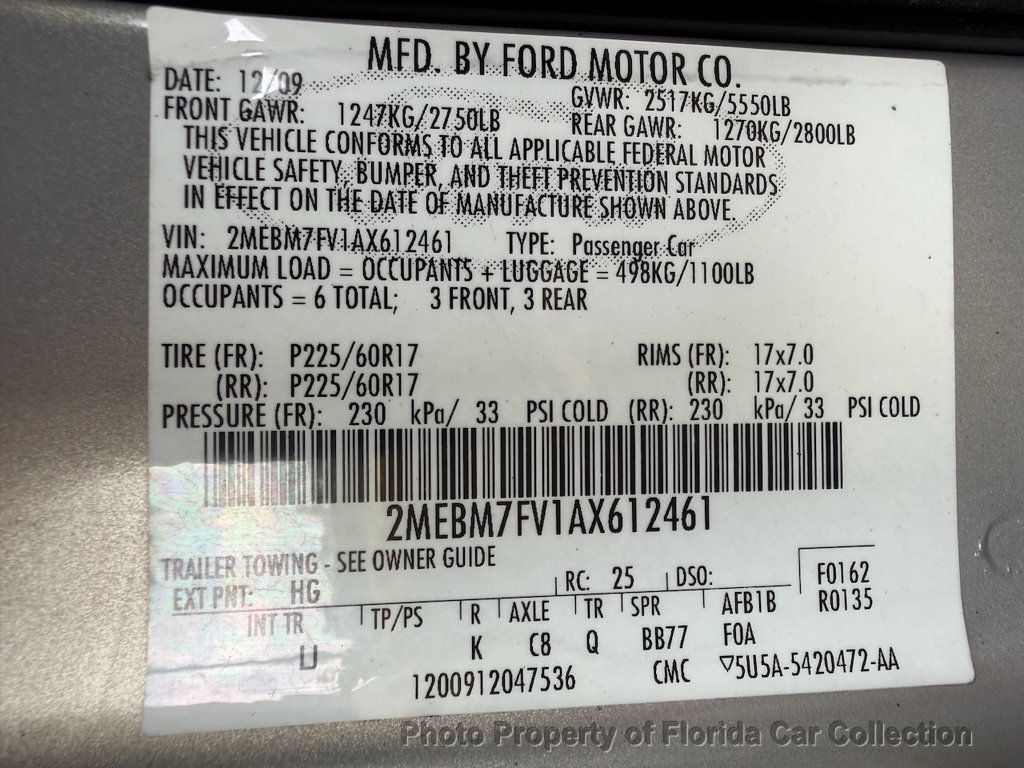 MFD. BY FORD MOTOR CO.
DATE: 12/09 GVWR: 2517KG/5550LB
FRONT GAWR: 1247KG/2750LB REAR GAWR: 1270KG/2800LB
THIS VEHICLE CONFORMS TO ALL APPLICABLE FEDERAL MOTOR
VEHICLE SAFETY, BUMPER, AND THEFT PREVENTION STANDARDS
IN EFFECT ON THE DATE OF MANUFACTURE SHOWN ABOVE.
VIN: 2MEBM7FV1AX612461 TYPE: Passenger Car
MAXIMUM LOAD = OCCUPANTS + LUGGAGE = 498KG/1100LB
OCCUPANTS = 6 TOTAL; 3 FRONT, 3 REAR
TIRE (FR): P225/60R17 RIMS (FR): 17x7.0
(RR): P225/60R17 (RR): 17x7.0
PRESSURE (FR): 230 kPa/ 33 PSI COLD (RR): 230 kPa/ 33 PSI COLD
2MEBM7FV1AX612461
TRAILER TOWING - SEE OWNER GUIDE
EXT PNT: HG RC: 25 DSO: F0162
INT TR TP/PS R AXLE TR SPR AFB1B R0135
IJ K C8 Q BB77 F0A
1200912047536 CMC ▽5U5A-5420472-AA
Photo Property of Florida Car Collection